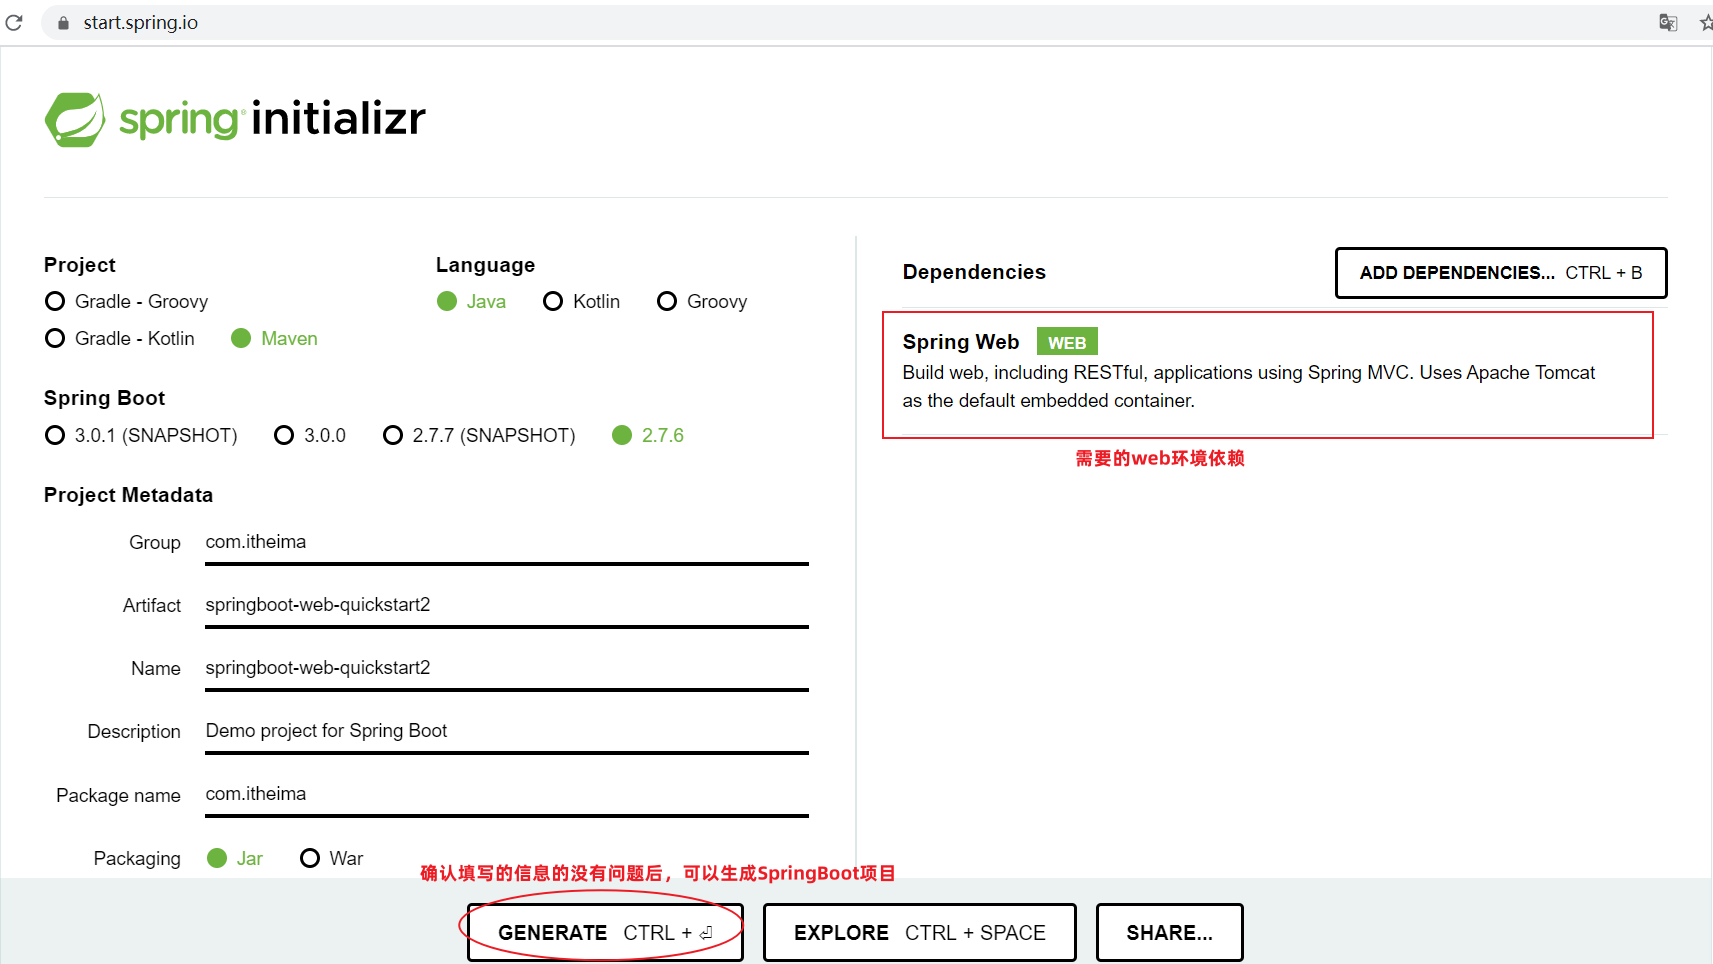 start.spring.io
spring® initializr
Project
Gradle - Groovy
Gradle - Kotlin Maven
Language
Java Kotlin Groovy
Spring Boot
3.0.1 (SNAPSHOT) 3.0.0 2.7.7 (SNAPSHOT) 2.7.6
Project Metadata
Group com.itheima
Artifact springboot-web-quickstart2
Name springboot-web-quickstart2
Description Demo project for Spring Boot
Package name com.itheima
Packaging Jar War
Dependencies
ADD DEPENDENCIES... CTRL + B
Spring Web WEB
Build web, including RESTful, applications using Spring MVC. Uses Apache Tomcat
as the default embedded container.
需要的web环境依赖
确认填写的信息的没有问题后，可以生成SpringBoot项目
GENERATE CTRL + ⏎
EXPLORE CTRL + SPACE
SHARE...